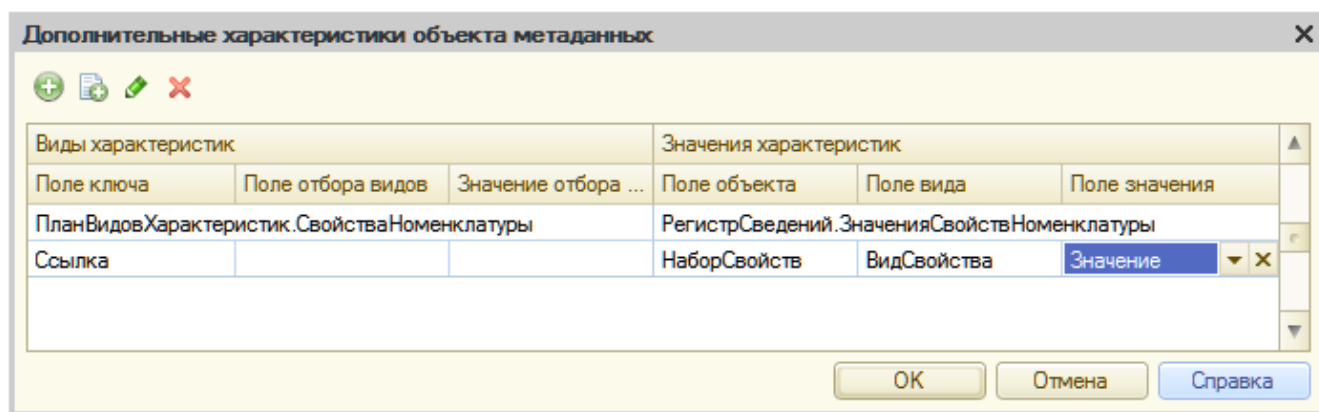 Дополнительные характеристики объекта метаданных
Виды характеристик Значения характеристик
Поле ключа Поле отбора видов Значение отбора ... Поле объекта Поле вида Поле значения
ПланВидовХарактеристик.СвойстваНоменклатуры РегистрСведений.ЗначенияСвойствНоменклатуры
Ссылка НаборСвойств ВидСвойства Значение
ОК Отмена Справка